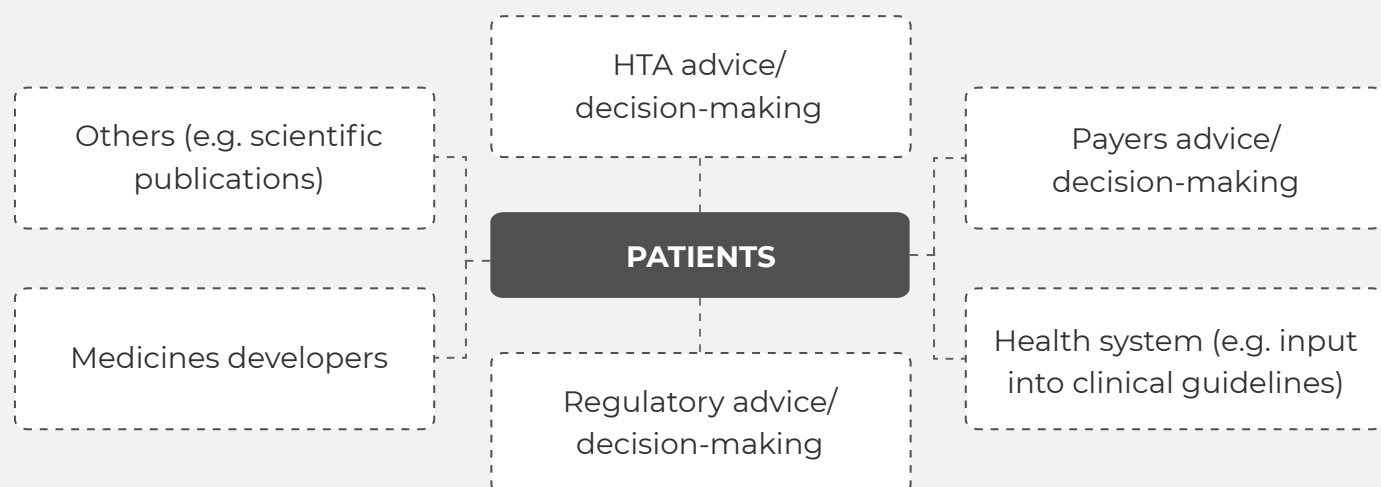 HTA advice/
decision-making
Others (e.g. scientific
publications)
Payers advice/
decision-making
PATIENTS
Medicines developers
Health system (e.g. input
into clinical guidelines)
Regulatory advice/
decision-making